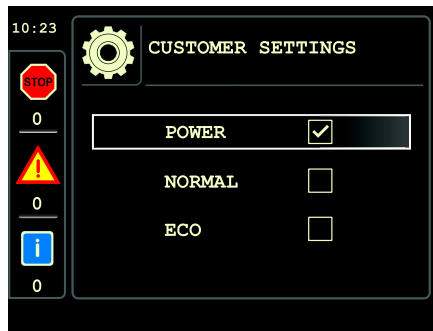 10:23
CUSTOMER SETTINGS
STOP
0
POWER
!
0
NORMAL
ECO
i
0